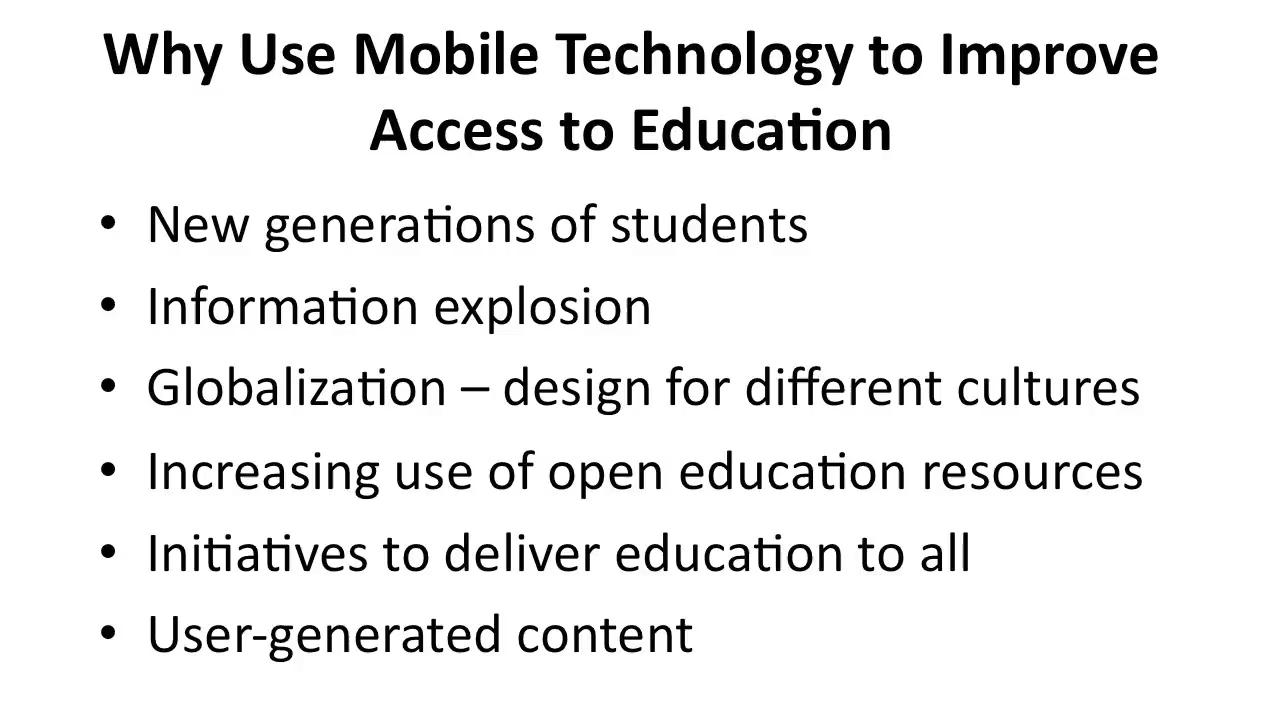 Why Use Mobile Technology to Improve
Access to Education
• New generations of students
• Information explosion
• Globalization – design for different cultures
• Increasing use of open education resources
• Initiatives to deliver education to all
• User-generated content